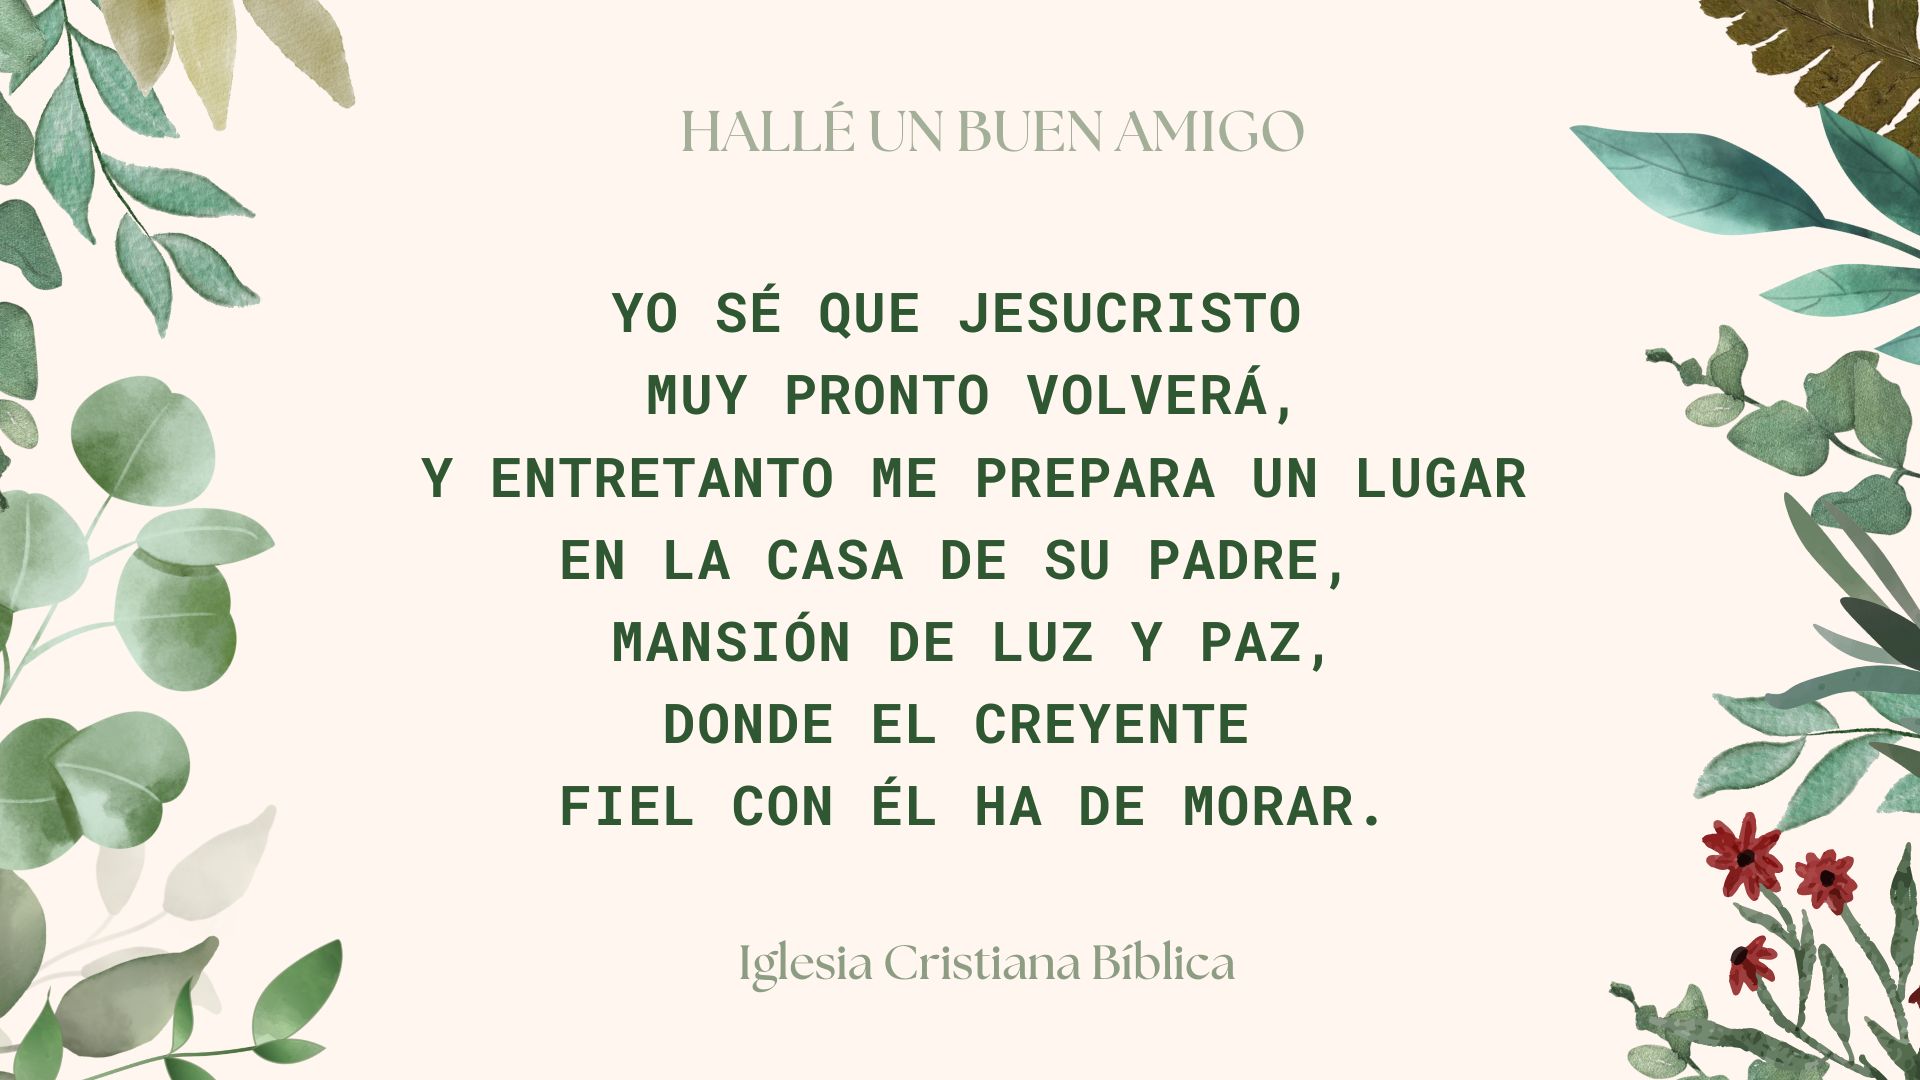 HALLÉ UN BUEN AMIGO
YO SÉ QUE JESUCRISTO
MUY PRONTO VOLVERÁ,
Y ENTRETANTO ME PREPARA UN LUGAR
EN LA CASA DE SU PADRE,
MANSIÓN DE LUZ Y PAZ,
DONDE EL CREYENTE
FIEL CON ÉL HA DE MORAR.
Iglesia Cristiana Bíblica